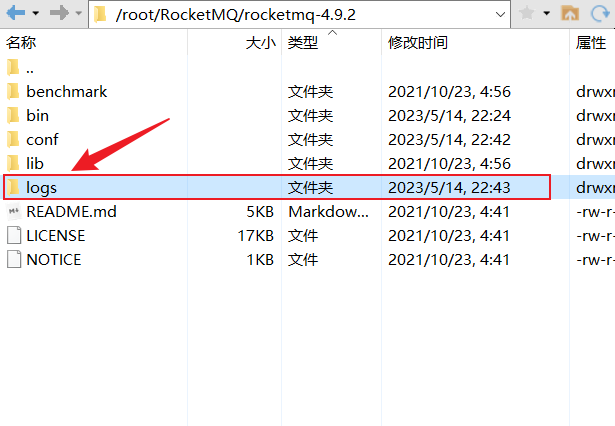 /root/RocketMQ/rocketmq-4.9.2
名称 大小 类型 修改时间 属性
..
benchmark 文件夹 2021/10/23, 4:56 drwxr
bin 文件夹 2023/5/14, 22:24 drwxr
conf 文件夹 2023/5/14, 22:42 drwxr
lib 文件夹 2021/10/23, 4:56 drwxr
logs 文件夹 2023/5/14, 22:43 drwxr
README.md 5KB Markdow... 2021/10/23, 4:41 -rw-r-
LICENSE 17KB 文件 2021/10/23, 4:41 -rw-r-
NOTICE 1KB 文件 2021/10/23, 4:41 -rw-r-